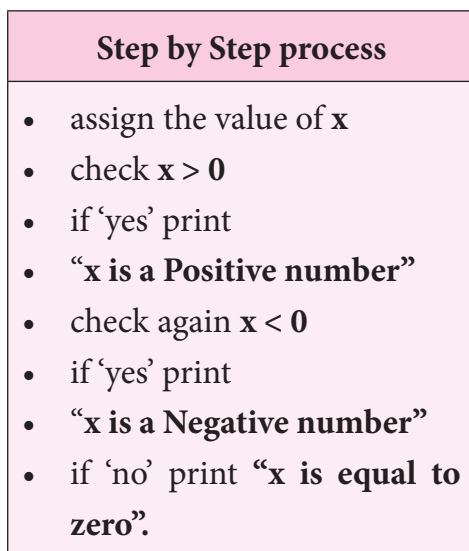 Step by Step process
• assign the value of x
• check x > 0
• if ‘yes’ print
• “x is a Positive number”
• check again x < 0
• if ‘yes’ print
• “x is a Negative number”
• if ‘no’ print “x is equal to
zero”.